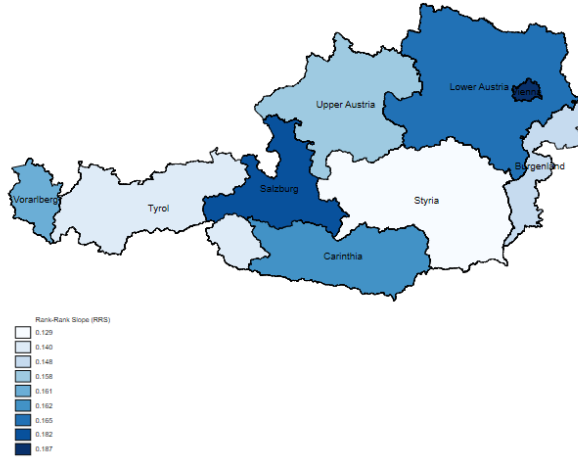 Upper Austria
Lower Austria
Vienna
Burgenland
Vorarlberg
Tyrol
Salzburg
Styria
Carinthia
Rank-Rank Slope (RRS)
0.129
0.140
0.148
0.158
0.161
0.162
0.165
0.182
0.187